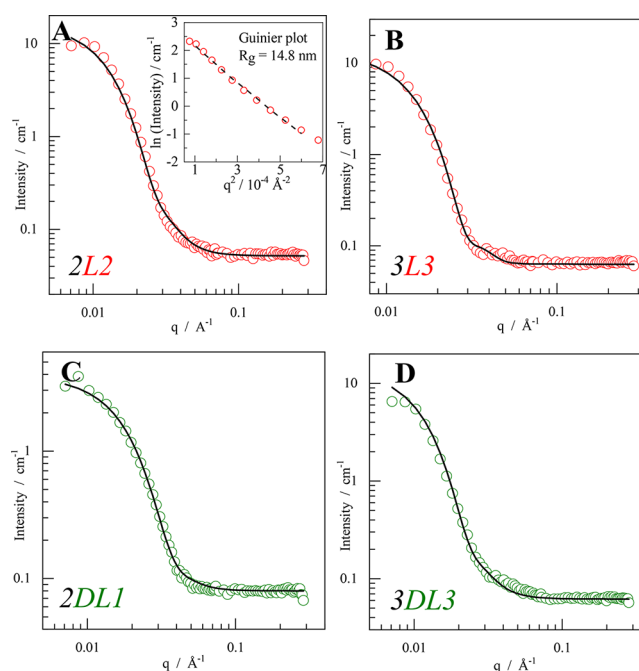 A
10
1
0.1
Intensity / cm⁻¹
2L2
0.01
0.1
q / A⁻¹
3
2
1
0
-1
-2
ln (Intensity) / cm⁻¹
Guinier plot
Rg = 14.8 nm
1
3
5
7
q² / 10⁻⁴ Å⁻²
B
10
1
0.1
Intensity / cm⁻¹
3L3
0.01
0.1
q / Å⁻¹
C
1
0.1
Intensity / cm⁻¹
2DL1
0.01
0.1
q / Å⁻¹
D
10
1
0.1
Intensity / cm⁻¹
3DL3
0.01
0.1
q / Å⁻¹